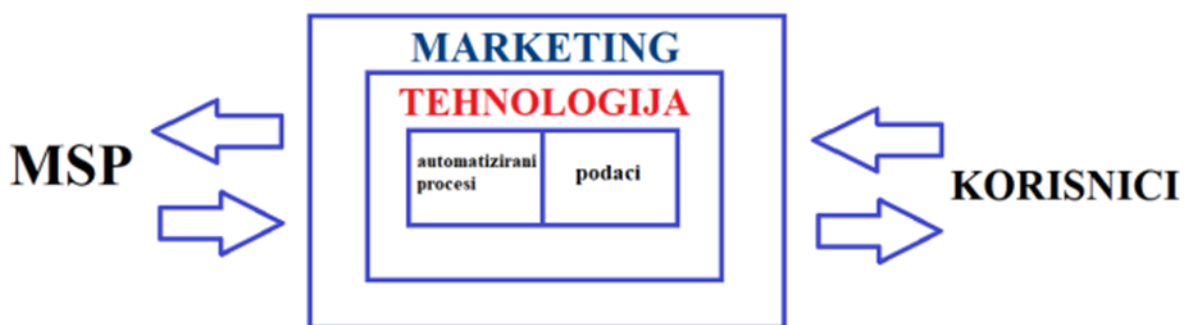 MARKETING
TEHNOLOGIJA
MSP
automatizirani
procesi
podaci
KORISNICI